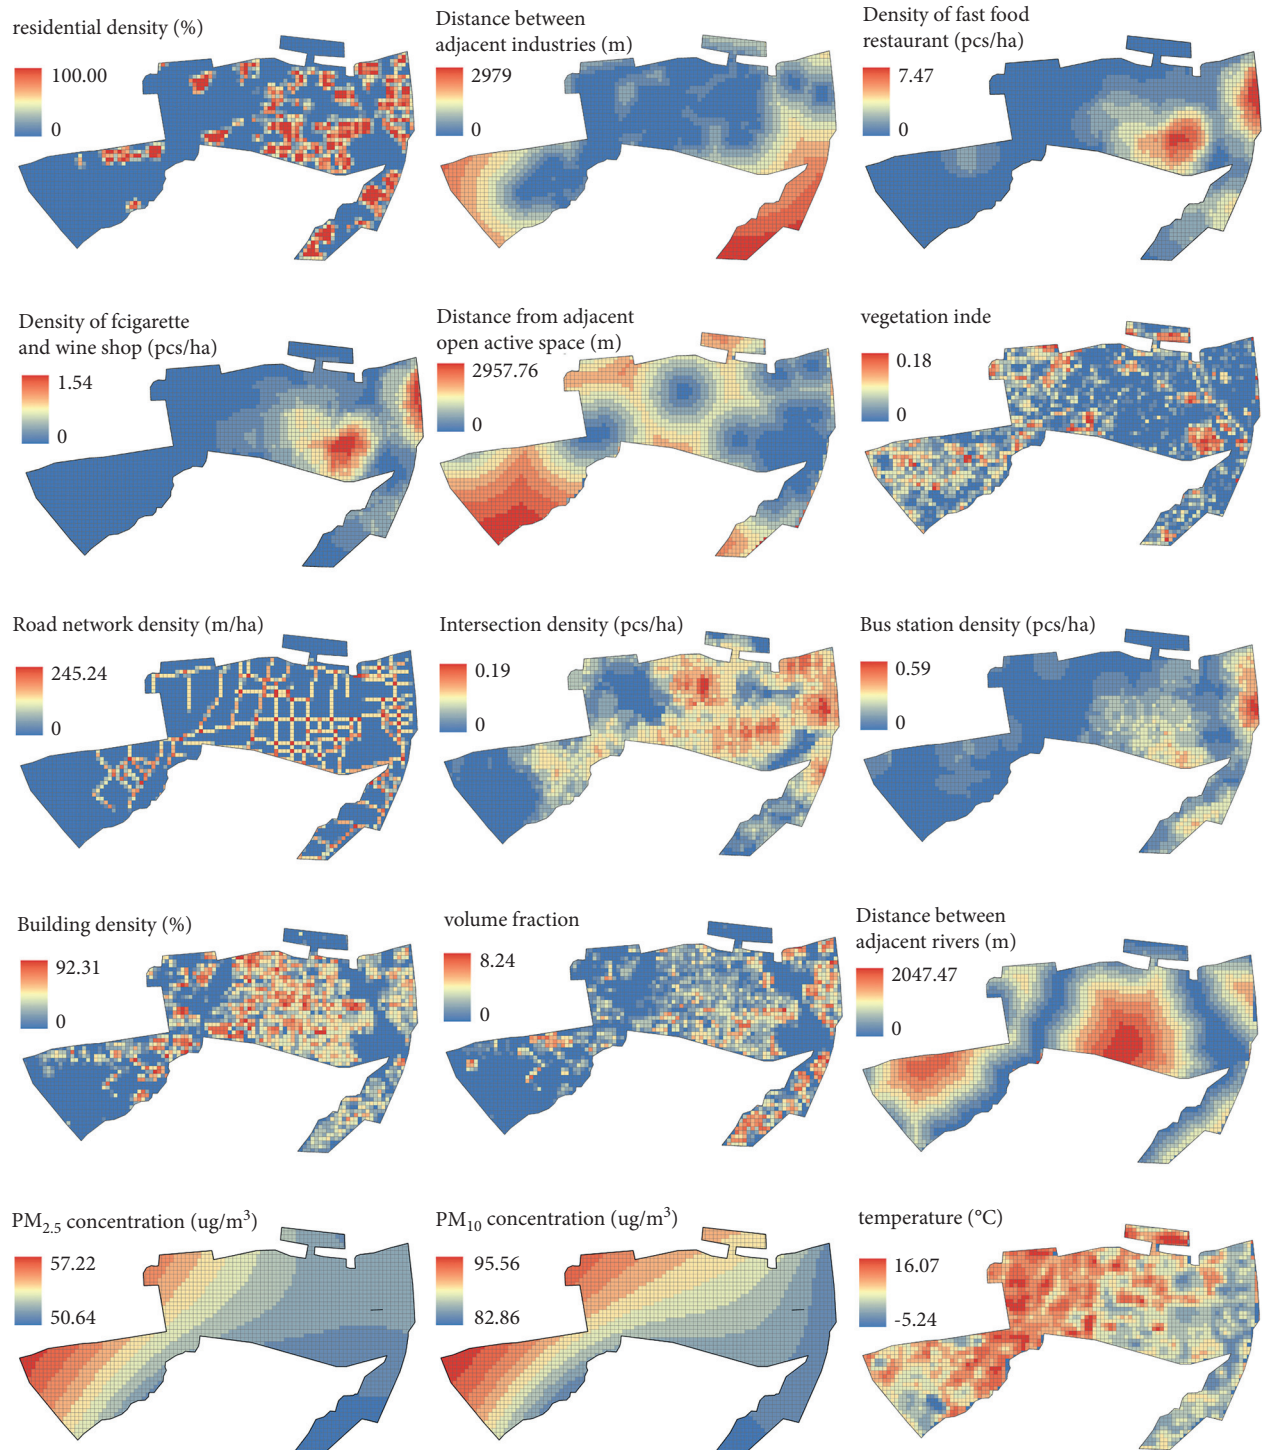 residential density (%)
100.00
0
Distance between
adjacent industries (m)
2979
0
Density of fast food
restaurant (pcs/ha)
7.47
0
Density of fcigarette
and wine shop (pcs/ha)
1.54
0
Distance from adjacent
open active space (m)
2957.76
0
vegetation inde
0.18
0
Road network density (m/ha)
245.24
0
Intersection density (pcs/ha)
0.19
0
Bus station density (pcs/ha)
0.59
0
Building density (%)
92.31
0
volume fraction
8.24
0
Distance between
adjacent rivers (m)
2047.47
0
PM2.5 concentration (ug/m³)
57.22
50.64
PM10 concentration (ug/m³)
95.56
82.86
temperature (°C)
16.07
-5.24